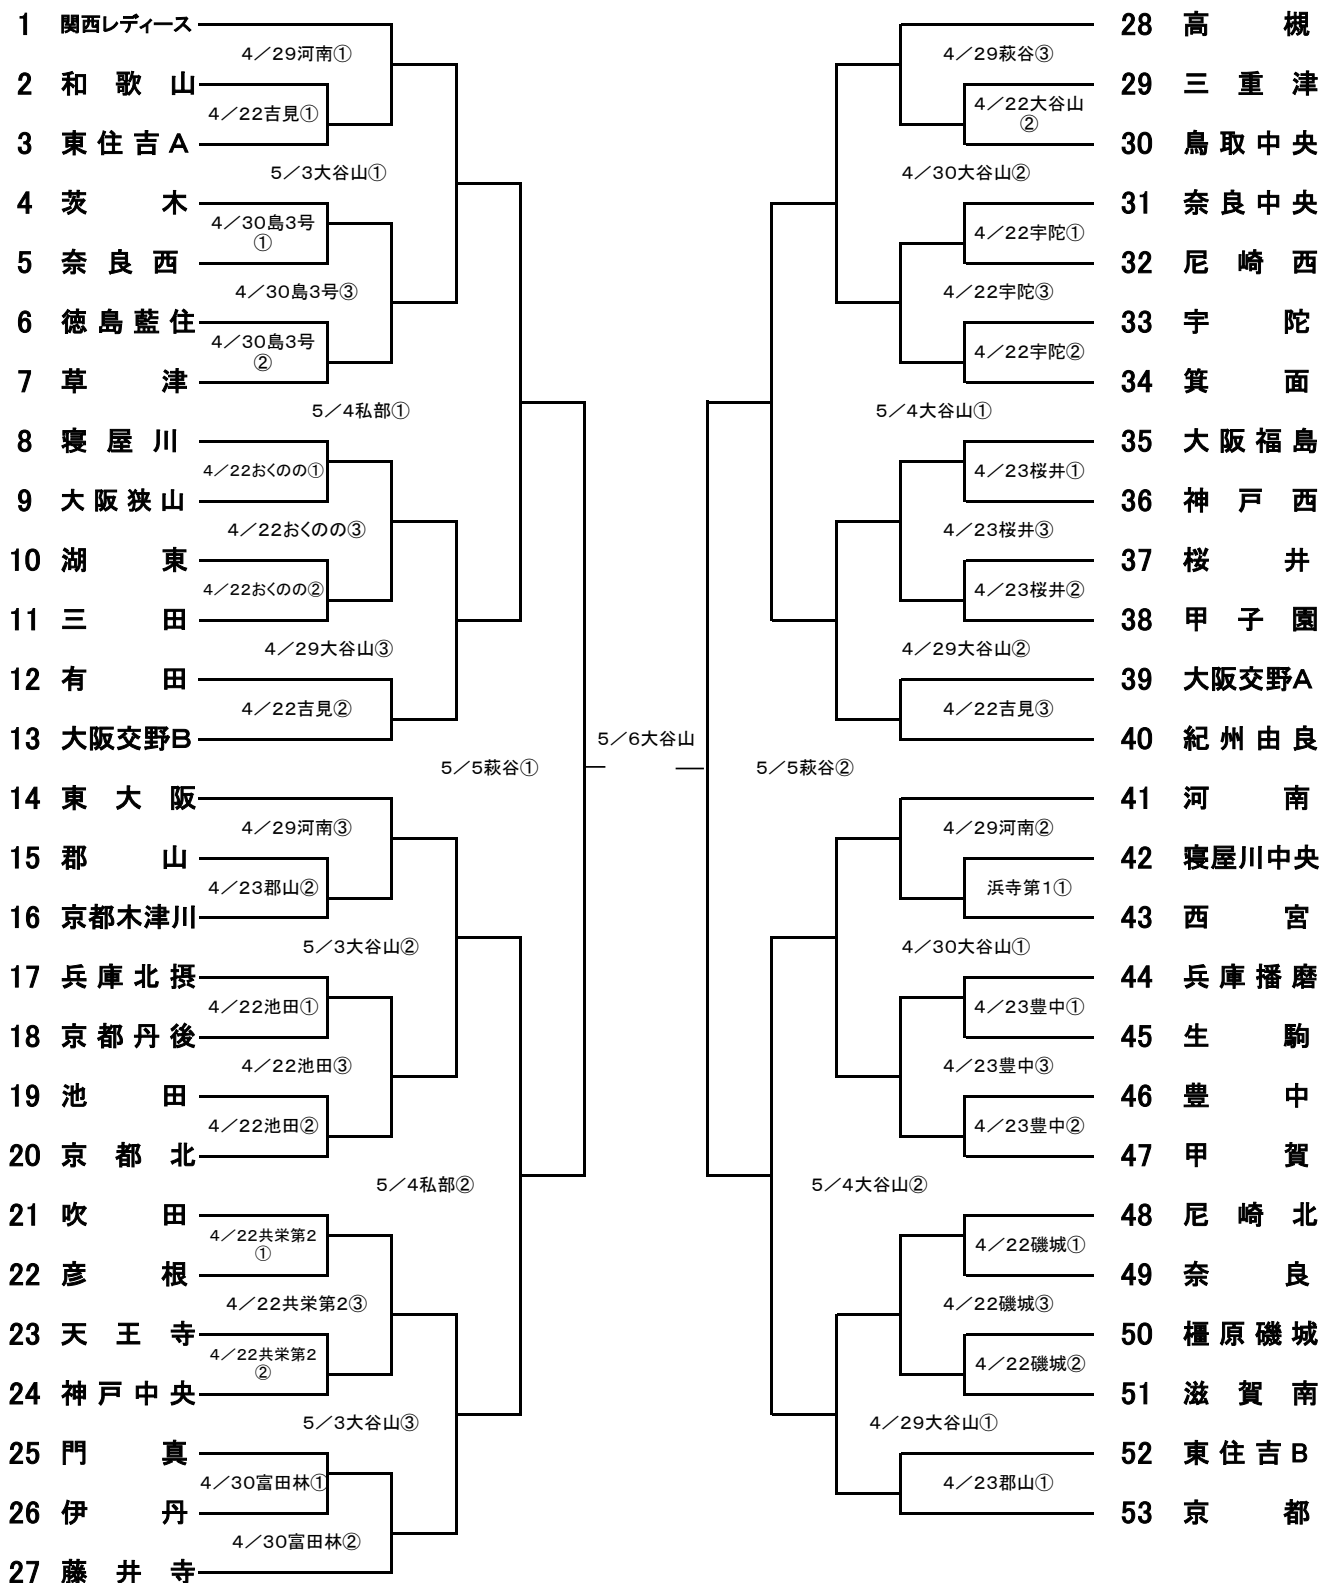 1 関西レディース
4／29河南①
2 和歌山
4／22吉見①
3 東住吉A
5／3大谷山①
4 茨木
4／30島3号
①
5 奈良西
4／30島3号③
6 徳島藍住
4／30島3号
②
7 草津
5／4私部①
8 寝屋川
4／22おくのの①
9 大阪狭山
4／22おくのの③
10 湖東
4／22おくのの②
11 三田
4／29大谷山③
12 有田
4／22吉見②
13 大阪交野B
5／5萩谷①
14 東大阪
4／29河南③
15 郡山
4／23郡山②
16 京都木津川
5／3大谷山②
17 兵庫北摂
4／22池田①
18 京都丹後
4／22池田③
19 池田
4／22池田②
20 京都北
5／4私部②
21 吹田
4／22共栄第2
①
22 彦根
4／22共栄第2③
23 天王寺
4／22共栄第2
②
24 神戸中央
5／3大谷山③
25 門真
4／30富田林①
26 伊丹
4／30富田林②
27 藤井寺
5／6大谷山
28 高槻
4／29萩谷③
29 三重津
4／22大谷山
②
30 鳥取中央
4／30大谷山②
31 奈良中央
4／22宇陀①
32 尼崎西
4／22宇陀③
33 宇陀
4／22宇陀②
34 箕面
5／4大谷山①
35 大阪福島
4／23桜井①
36 神戸西
4／23桜井③
37 桜井
4／23桜井②
38 甲子園
4／29大谷山②
39 大阪交野A
4／22吉見③
40 紀州由良
5／5萩谷②
41 河南
4／29河南②
42 寝屋川中央
浜寺第1①
43 西宮
4／30大谷山①
44 兵庫播磨
4／23豊中①
45 生駒
4／23豊中③
46 豊中
4／23豊中②
47 甲賀
5／4大谷山②
48 尼崎北
4／22磯城①
49 奈良
4／22磯城③
50 橿原磯城
4／22磯城②
51 滋賀南
4／29大谷山①
52 東住吉B
4／23郡山①
53 京都